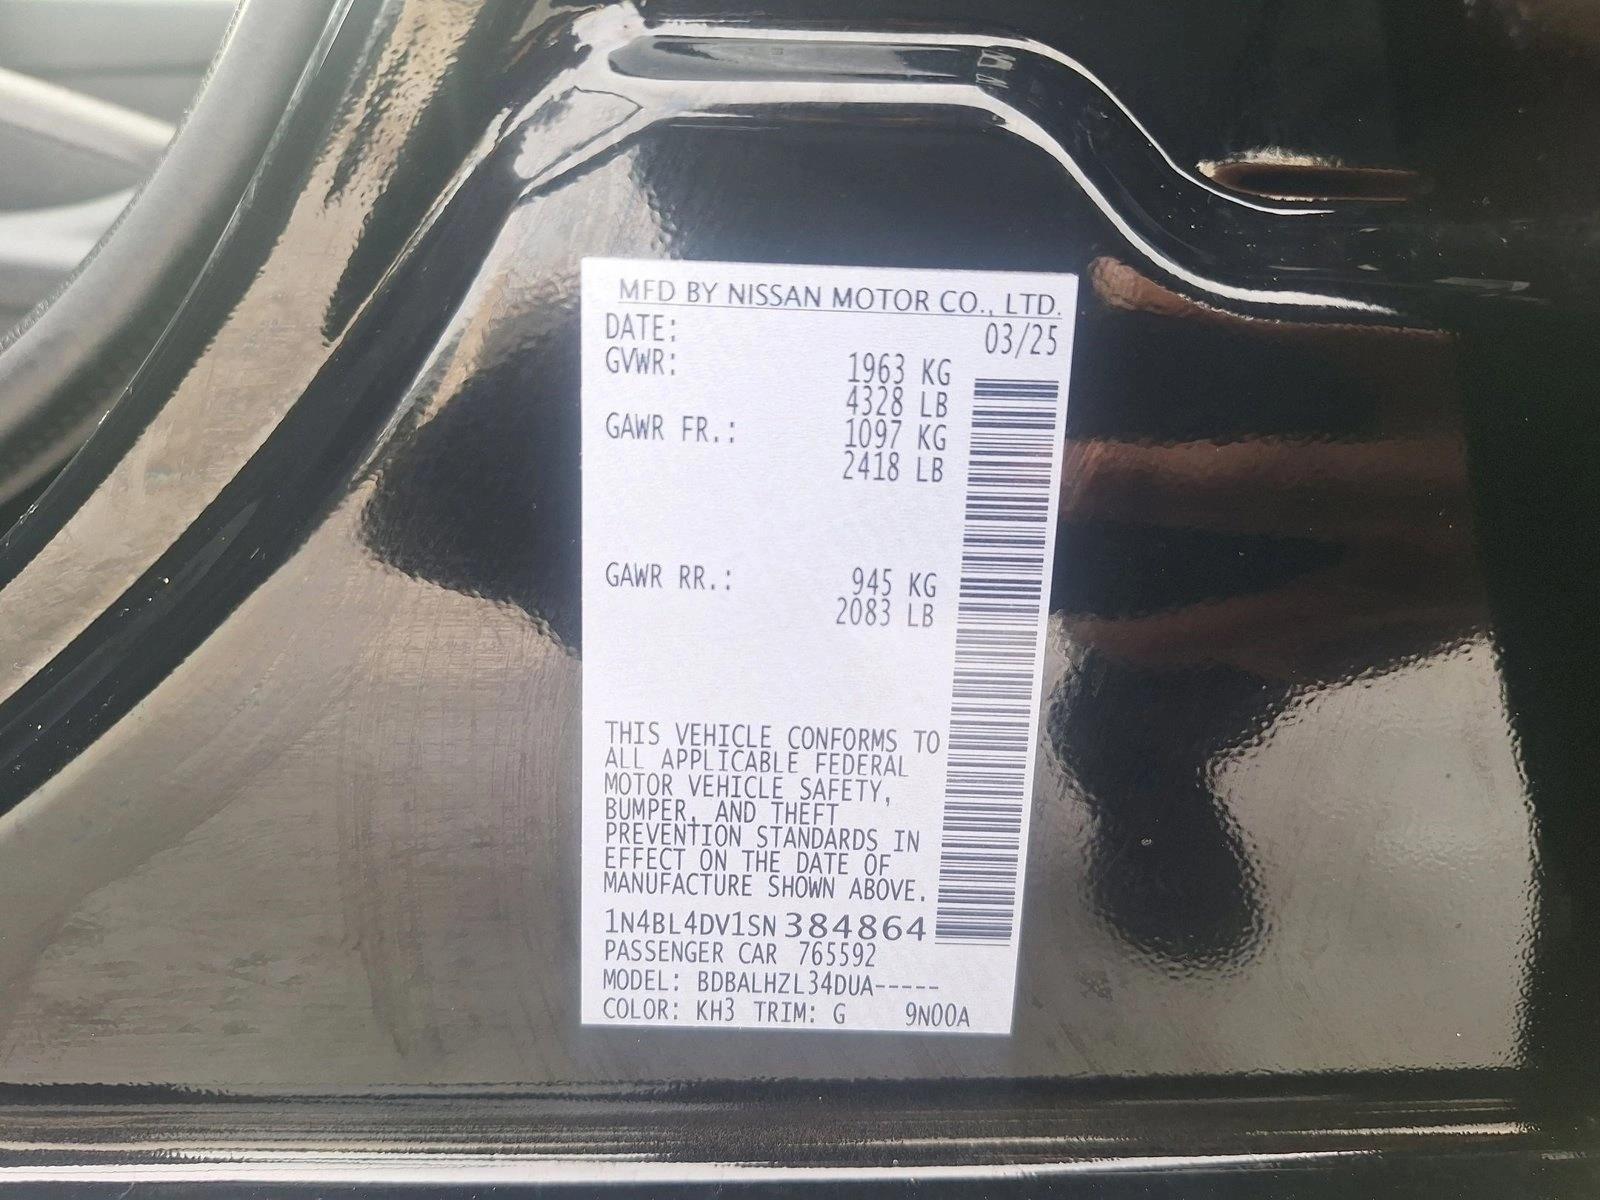 MFD BY NISSAN MOTOR CO., LTD.
DATE: 03/25
GVWR: 1963 KG
4328 LB
GAWR FR.: 1097 KG
2418 LB
GAWR RR.: 945 KG
2083 LB
THIS VEHICLE CONFORMS TO
ALL APPLICABLE FEDERAL
MOTOR VEHICLE SAFETY,
BUMPER, AND THEFT
PREVENTION STANDARDS IN
EFFECT ON THE DATE OF
MANUFACTURE SHOWN ABOVE.
1N4BL4DV1SN384864
PASSENGER CAR 765592
MODEL: BDBALHZL34DUA-----
COLOR: KH3 TRIM: G 9N00A